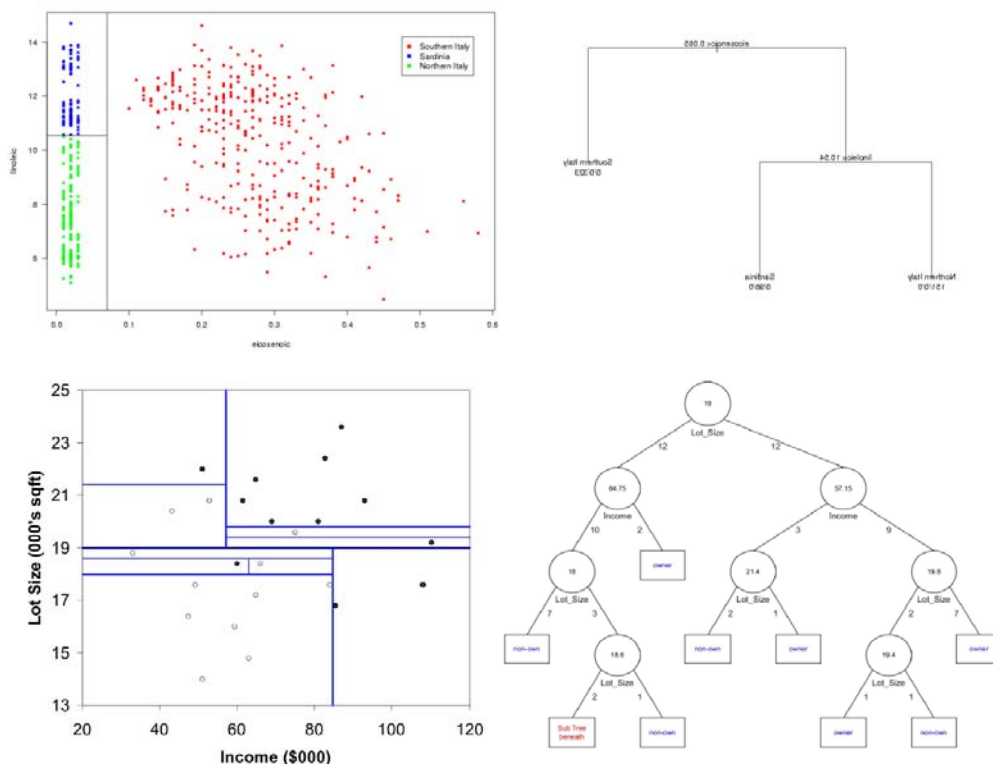 14
12
10
8
6
linoleic
Southern Italy
Sardinia
Northern Italy
0.0 0.1 0.2 0.3 0.4 0.5 0.6
eicosenoic
eicosenoic< 0.065
Southern Italy
0/0/323
linoleic< 10.54
Sardinia
0/98/0
Northern Italy
151/0/0
25
23
21
19
17
15
13
Lot Size (000's sqft)
20 40 60 80 100 120
Income ($000)
19
Lot_Size
12 12
84.75 57.15
Income Income
10 2 3 9
18 owner 21.4 19.8
Lot_Size Lot_Size Lot_Size
7 3 2 1 2 7
non-own 18.6 non-own owner 19.4 owner
Lot_Size Lot_Size
2 1 1 1
Sub Tree
beneath
non-own owner non-own